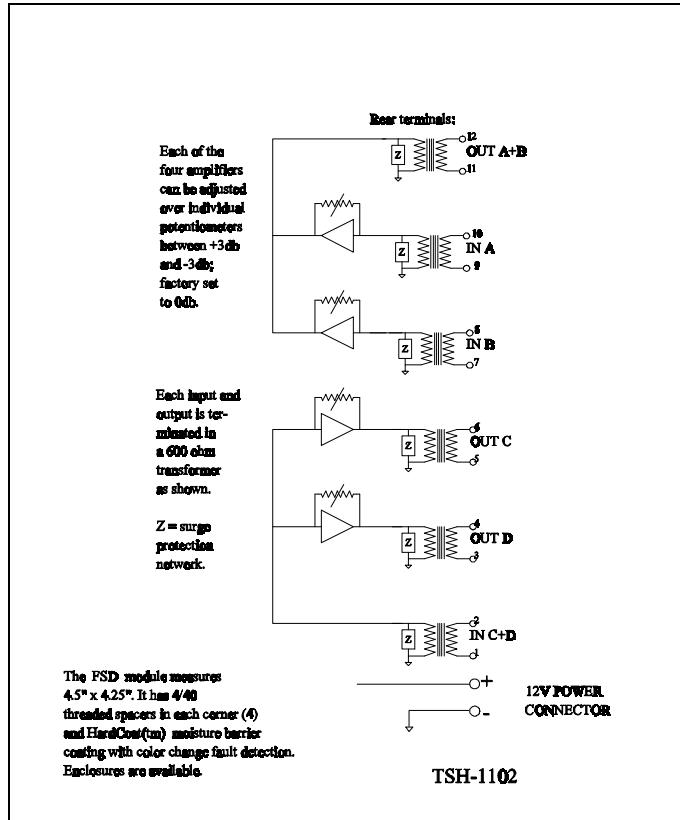 Rear terminals:
12
OUT A+B
11
Each of the
four amplifiers
can be adjusted
over individual
potentiometers
between +3db
and -3db;
factory set
to 0db.
Z
10
IN A
9
Z
8
IN B
7
Z
Each input and
output is ter-
minated in
a 600 ohm
transformer
as shown.
6
OUT C
5
Z
Z = surge
protection
network.
4
OUT D
3
Z
2
IN C+D
1
Z
The FSD module measures
4.5" x 4.25". It has 4/40
threaded spacers in each corner (4)
and HardCoat(tm) moisture barrier
coating with color change fault detection.
Enclosures are available.
+
12V POWER
CONNECTOR
-
TSH-1102